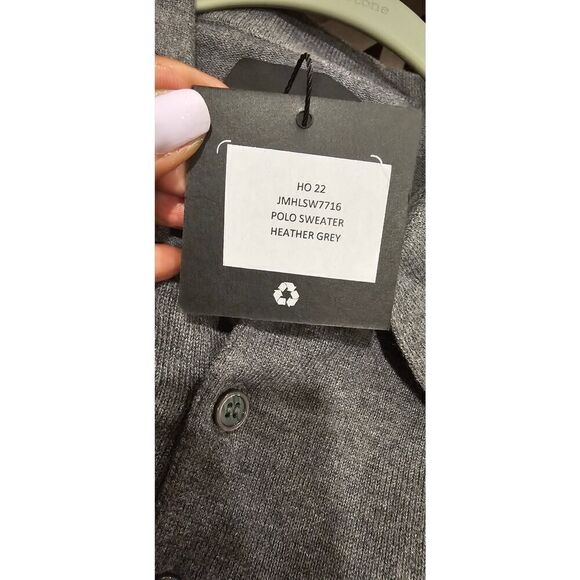 HO 22
JMHLSW7716
POLO SWEATER
HEATHER GREY